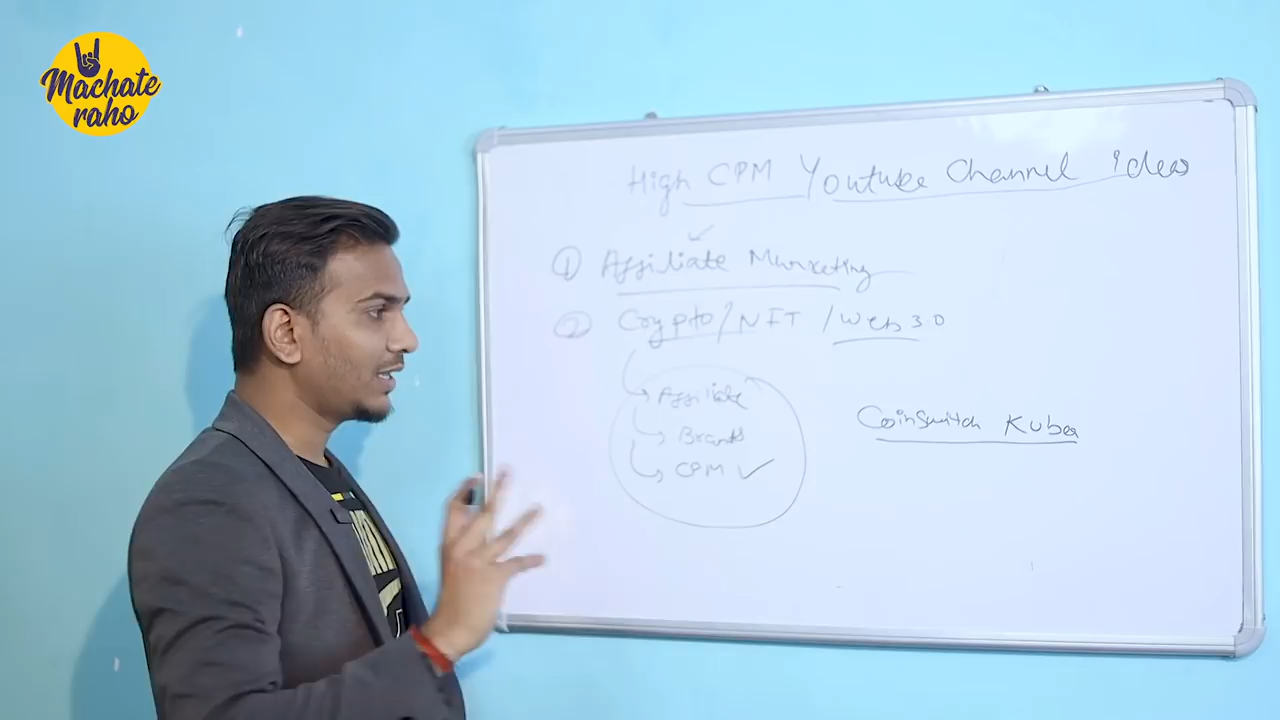 Machate
raho
High CPM Youtube Channel ideas
① Affiliate Marketing
② Crypto/NFT /Web 3.0
Affiliate
Brands
CPM ✓
CoinSwitch Kuber